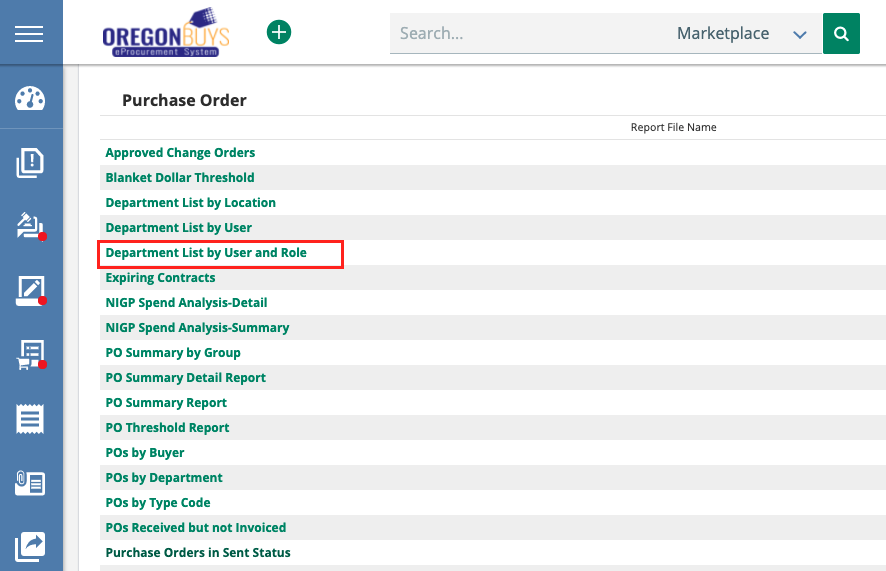 OREGONBUYS
eProcurement System
Search...
Marketplace
Purchase Order
Report File Name
Approved Change Orders
Blanket Dollar Threshold
Department List by Location
Department List by User
Department List by User and Role
Expiring Contracts
NIGP Spend Analysis-Detail
NIGP Spend Analysis-Summary
PO Summary by Group
PO Summary Detail Report
PO Summary Report
PO Threshold Report
POs by Buyer
POs by Department
POs by Type Code
POs Received but not Invoiced
Purchase Orders in Sent Status